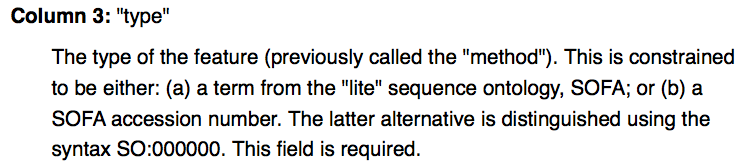 Column 3: "type"
The type of the feature (previously called the "method"). This is constrained
to be either: (a) a term from the "lite" sequence ontology, SOFA; or (b) a
SOFA accession number. The latter alternative is distinguished using the
syntax SO:000000. This field is required.